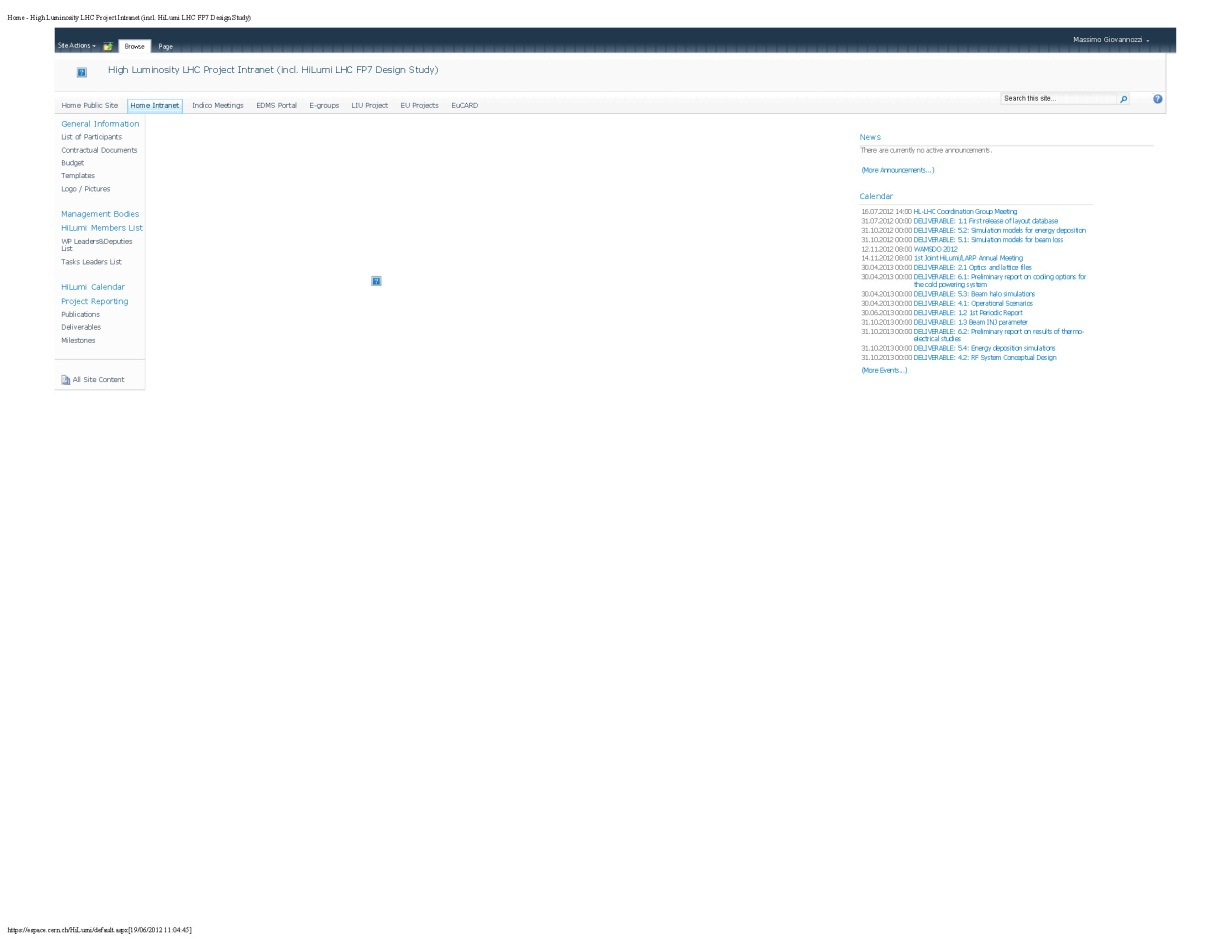 Home - High Luminosity LHC Project Intranet (incl. HiLumi LHC FP7 Design Study)
Site Actions
Browse
Page
Massimo Giovannozzi
High Luminosity LHC Project Intranet (incl. HiLumi LHC FP7 Design Study)
Home Public Site
Home Intranet
Indico Meetings
EDMS Portal
E-groups
LIU Project
EU Projects
EuCARD
Search this site...
General Information
List of Participants
Contractual Documents
Budget
Templates
Logo / Pictures
Management Bodies
HiLumi Members List
WP Leaders&Deputies
List
Tasks Leaders List
HiLumi Calendar
Project Reporting
Publications
Deliverables
Milestones
All Site Content
News
There are currently no active announcements.
(More Announcements...)
Calendar
16.07.2012 14:00 HL-LHC Coordination Group Meeting
31.07.2012 00:00 DELIVERABLE: 1.1 First release of layout database
31.10.2012 00:00 DELIVERABLE: 5.2: Simulation models for energy deposition
31.10.2012 00:00 DELIVERABLE: 5.1: Simulation models for beam loss
12.11.2012 08:00 WAMSDO 2012
14.11.2012 08:00 1st Joint HiLumi/LARP Annual Meeting
30.04.2013 00:00 DELIVERABLE: 2.1 Optics and lattice files
30.04.2013 00:00 DELIVERABLE: 6.1: Preliminary report on cooling options for
the cold powering system
30.04.2013 00:00 DELIVERABLE: 5.3: Beam halo simulations
30.04.2013 00:00 DELIVERABLE: 4.1: Operational Scenarios
30.06.2013 00:00 DELIVERABLE: 1.2 1st Periodic Report
31.10.2013 00:00 DELIVERABLE: 1.3 Beam INJ parameter
31.10.2013 00:00 DELIVERABLE: 6.2: Preliminary report on results of thermo-
electrical studies
31.10.2013 00:00 DELIVERABLE: 5.4: Energy deposition simulations
31.10.2013 00:00 DELIVERABLE: 4.2: RF System Conceptual Design
(More Events...)
https://espace.cern.ch/HiLumi/default.aspx[19/06/2012 11:04:45]